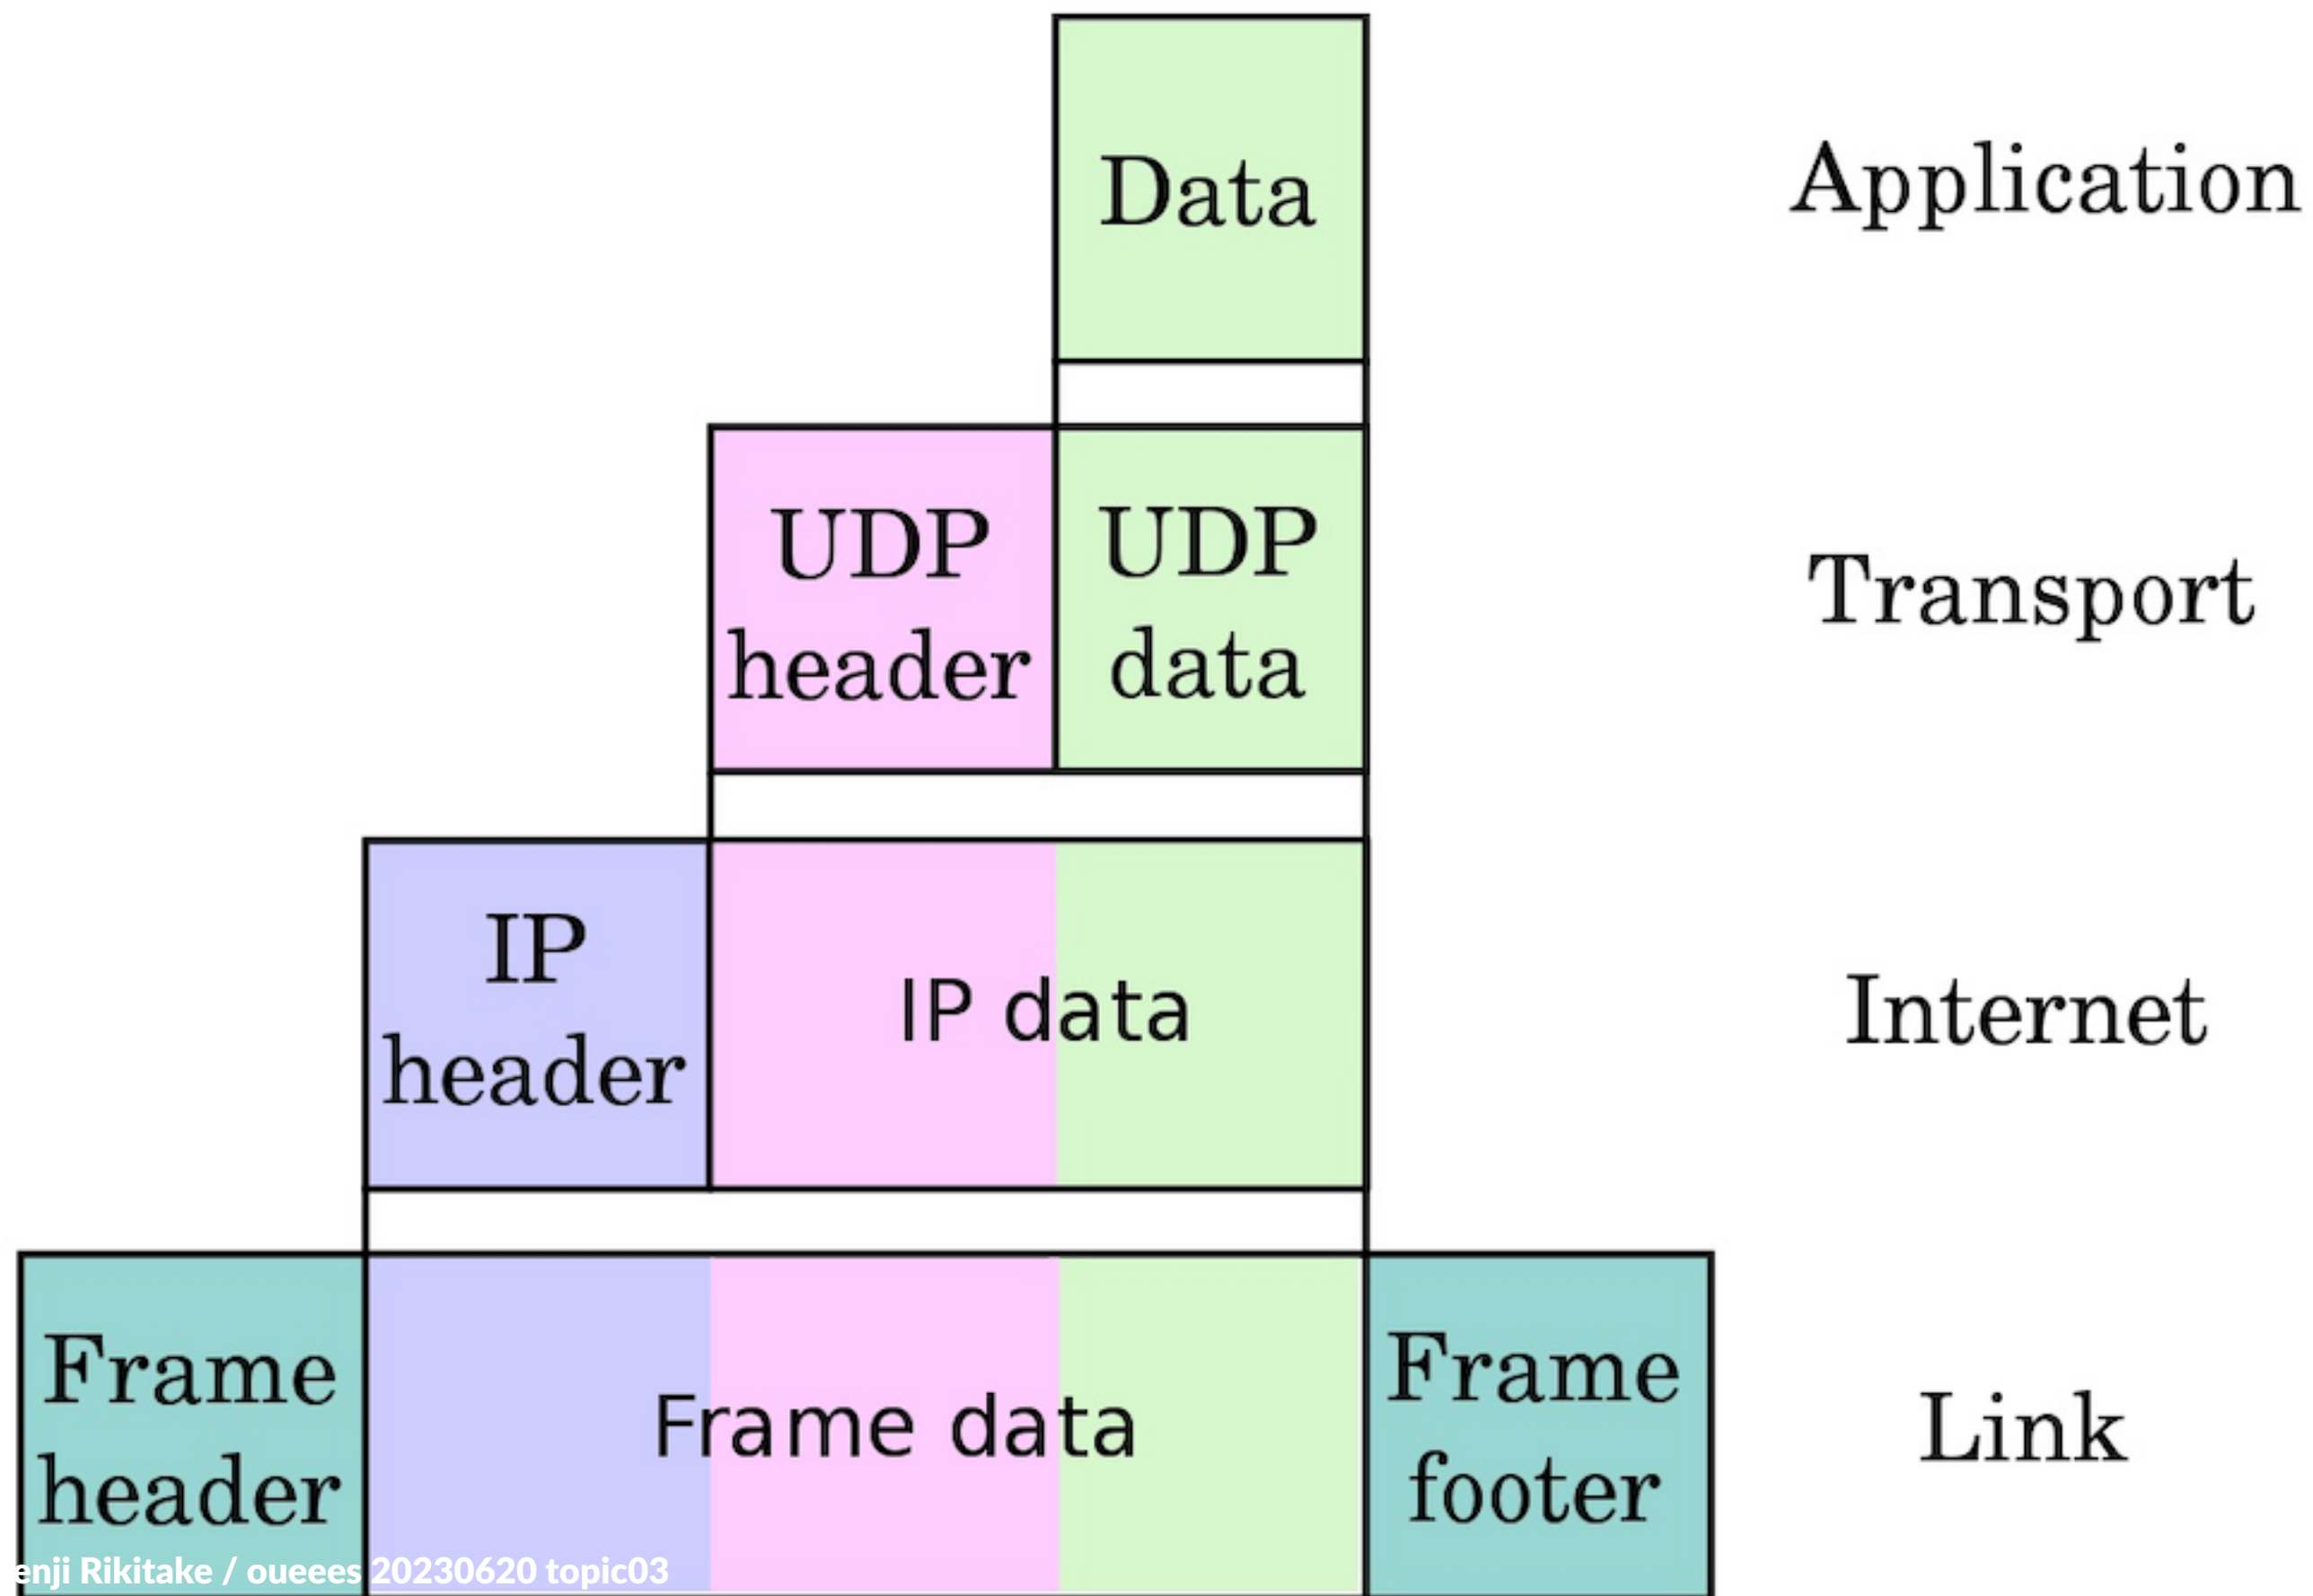 Data
Application
UDP
header
UDP
data
Transport
IP
header
IP data
Internet
Frame
header
Frame data
Frame
footer
Link
enji Rikitake / oueees 20230620 topic03